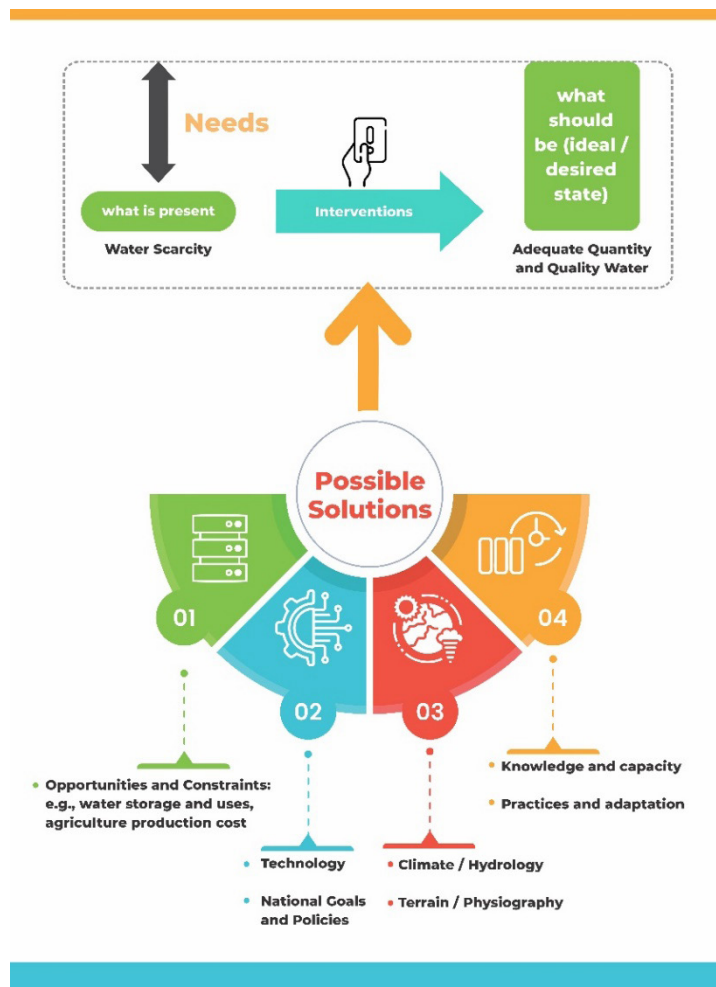 Needs
what is present
Water Scarcity
Interventions
what
should
be (ideal /
desired
state)
Adequate Quantity
and Quality Water
Possible
Solutions
01
02
03
04
• Opportunities and Constraints:
e.g., water storage and uses,
agriculture production cost
• Technology
• National Goals
and Policies
• Climate / Hydrology
• Terrain / Physiography
• Knowledge and capacity
• Practices and adaptation